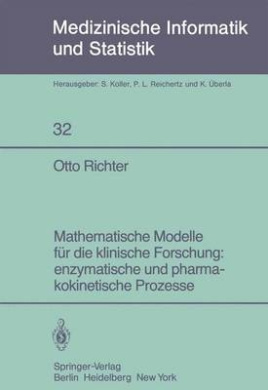 Medizinische Informatik
und Statistik
Herausgeber: S. Koller, P. L. Reichertz und K. Überla
32
Otto Richter
Mathematische Modelle
für die klinische Forschung:
enzymatische und pharma-
kokinetische Prozesse
Springer-Verlag
Berlin Heidelberg New York